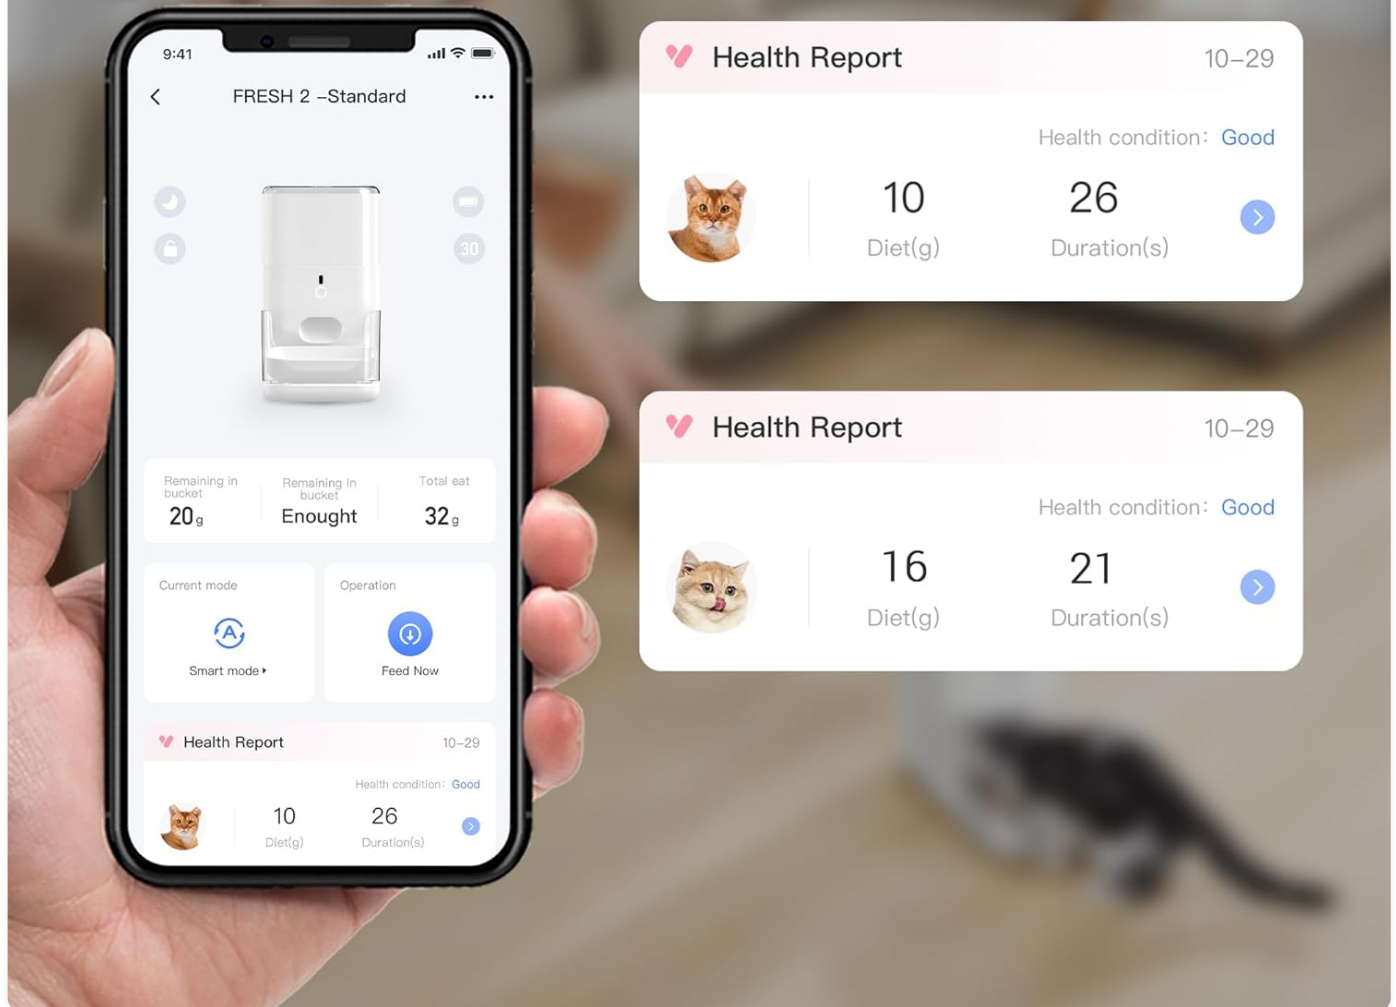 9:41
FRESH 2 –Standard
30
Remaining in
bucket
20 g
Remaining in
bucket
Enought
Total eat
32 g
Current mode
Smart mode
Operation
Feed Now
Health Report 10–29
Health condition: Good
10 26
Diet(g) Duration(s)
Health Report 10–29
Health condition: Good
10 26
Diet(g) Duration(s)
Health Report 10–29
Health condition: Good
16 21
Diet(g) Duration(s)